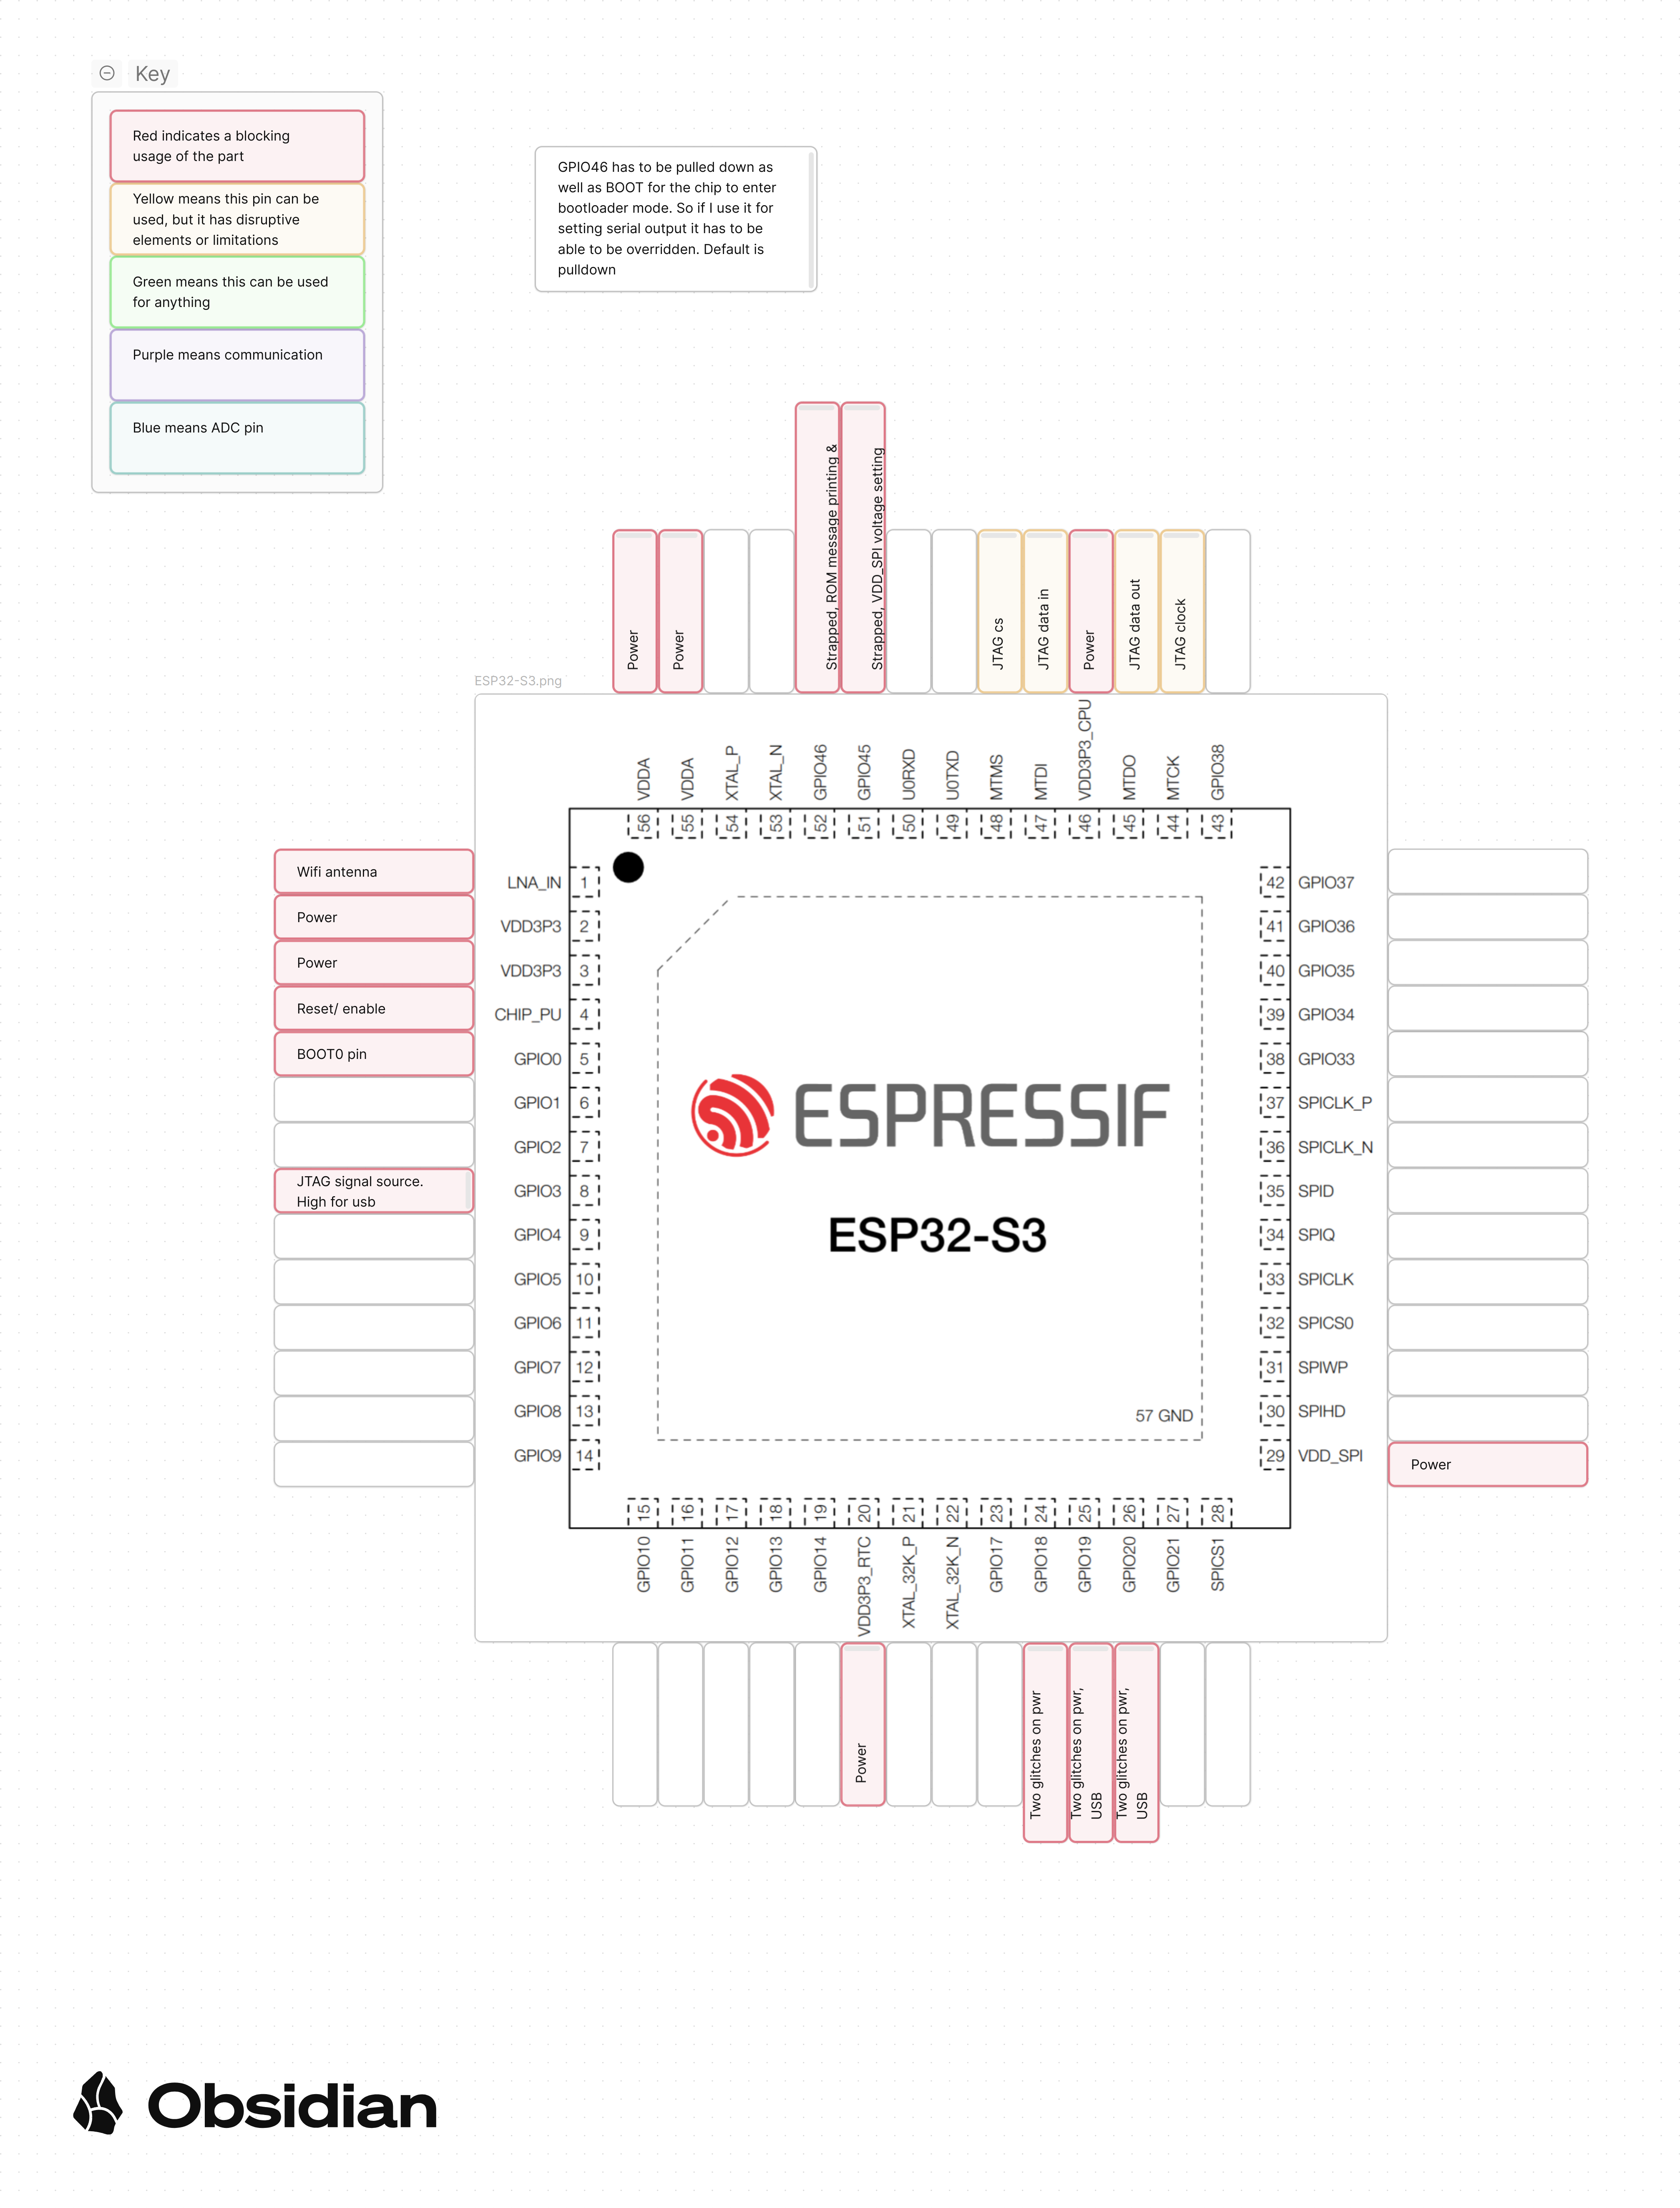 Key
Red indicates a blocking
usage of the part
Yellow means this pin can be
used, but it has disruptive
elements or limitations
Green means this can be used
for anything
Purple means communication
Blue means ADC pin
GPIO46 has to be pulled down as
well as BOOT for the chip to enter
bootloader mode. So if I use it for
setting serial output it has to be
able to be overridden. Default is
pulldown
Power
Power
Strapped, ROM message printing &
Strapped, VDD_SPI voltage setting
JTAG cs
JTAG data in
Power
JTAG data out
JTAG clock
ESP32-S3.png
VDDA
VDDA
XTAL_P
XTAL_N
GPIO46
GPIO45
U0RXD
U0TXD
MTMS
MTDI
VDD3P3_CPU
MTDO
MTCK
GPIO38
56
55
54
53
52
51
50
49
48
47
46
45
44
43
Wifi antenna
Power
Power
Reset/ enable
BOOT0 pin
JTAG signal source.
High for usb
LNA_IN 1
VDD3P3 2
VDD3P3 3
CHIP_PU 4
GPIO0 5
GPIO1 6
GPIO2 7
GPIO3 8
GPIO4 9
GPIO5 10
GPIO6 11
GPIO7 12
GPIO8 13
GPIO9 14
ESPRESSIF
ESP32-S3
57 GND
42 GPIO37
41 GPIO36
40 GPIO35
39 GPIO34
38 GPIO33
37 SPICLK_P
36 SPICLK_N
35 SPID
34 SPIQ
33 SPICLK
32 SPICS0
31 SPIWP
30 SPIHD
29 VDD_SPI
Power
15
16
17
18
19
20
21
22
23
24
25
26
27
28
GPIO10
GPIO11
GPIO12
GPIO13
GPIO14
VDD3P3_RTC
XTAL_32K_P
XTAL_32K_N
GPIO17
GPIO18
GPIO19
GPIO20
GPIO21
SPICS1
Power
Two glitches on pwr
Two glitches on pwr,
USB
Two glitches on pwr,
USB
Obsidian